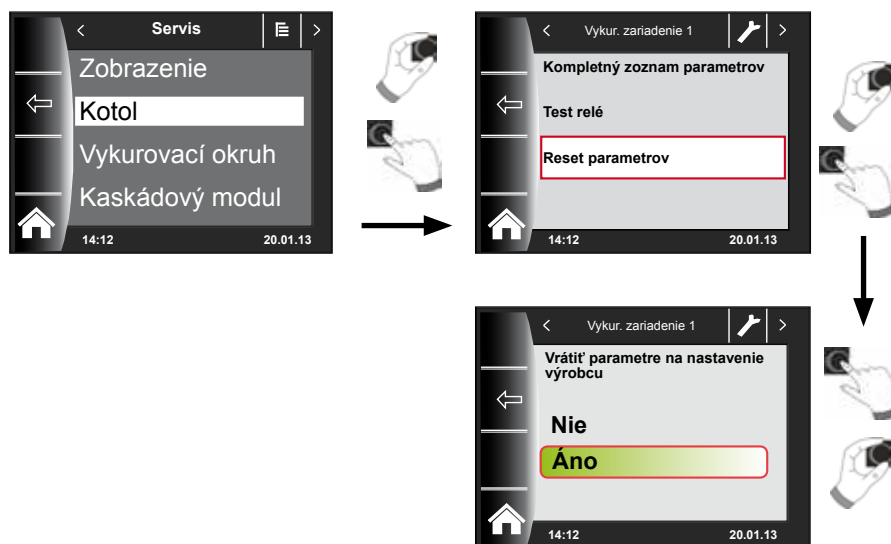 Servis
Zobrazenie
Kotol
Vykurovací okruh
Kaskádový modul
14:12 20.01.13
Vykur. zariadenie 1
Kompletný zoznam parametrov
Test relé
Reset parametrov
14:12 20.01.13
Vykur. zariadenie 1
Vrátiť parametre na nastavenie
výrobcu
Nie
Áno
14:12 20.01.13